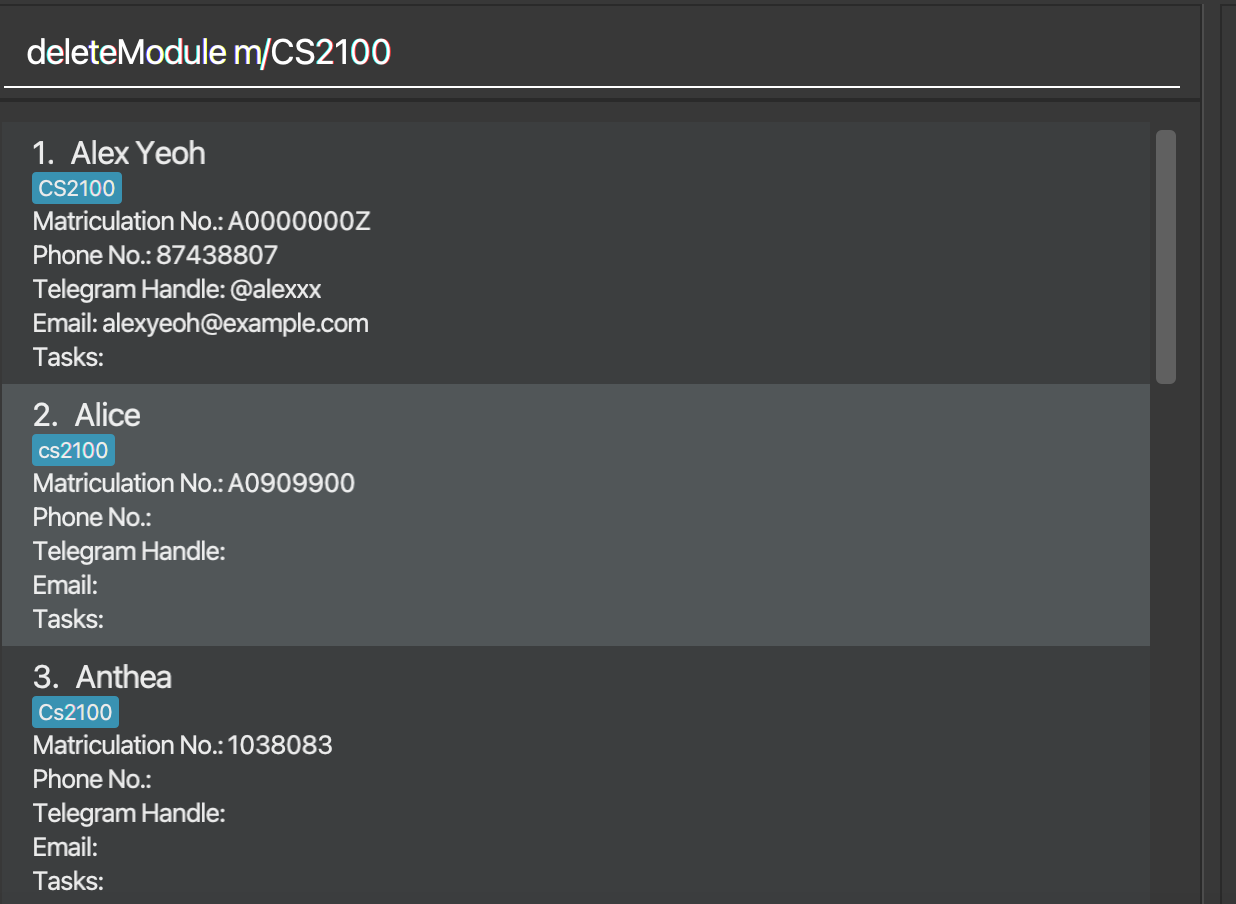 deleteModule m/CS2100
1. Alex Yeoh
CS2100
Matriculation No.: A0000000Z
Phone No.: 87438807
Telegram Handle: @alexxx
Email: alexyeoh@example.com
Tasks:
2. Alice
cs2100
Matriculation No.: A0909900
Phone No.:
Telegram Handle:
Email:
Tasks:
3. Anthea
Cs2100
Matriculation No.: 1038083
Phone No.:
Telegram Handle:
Email:
Tasks: